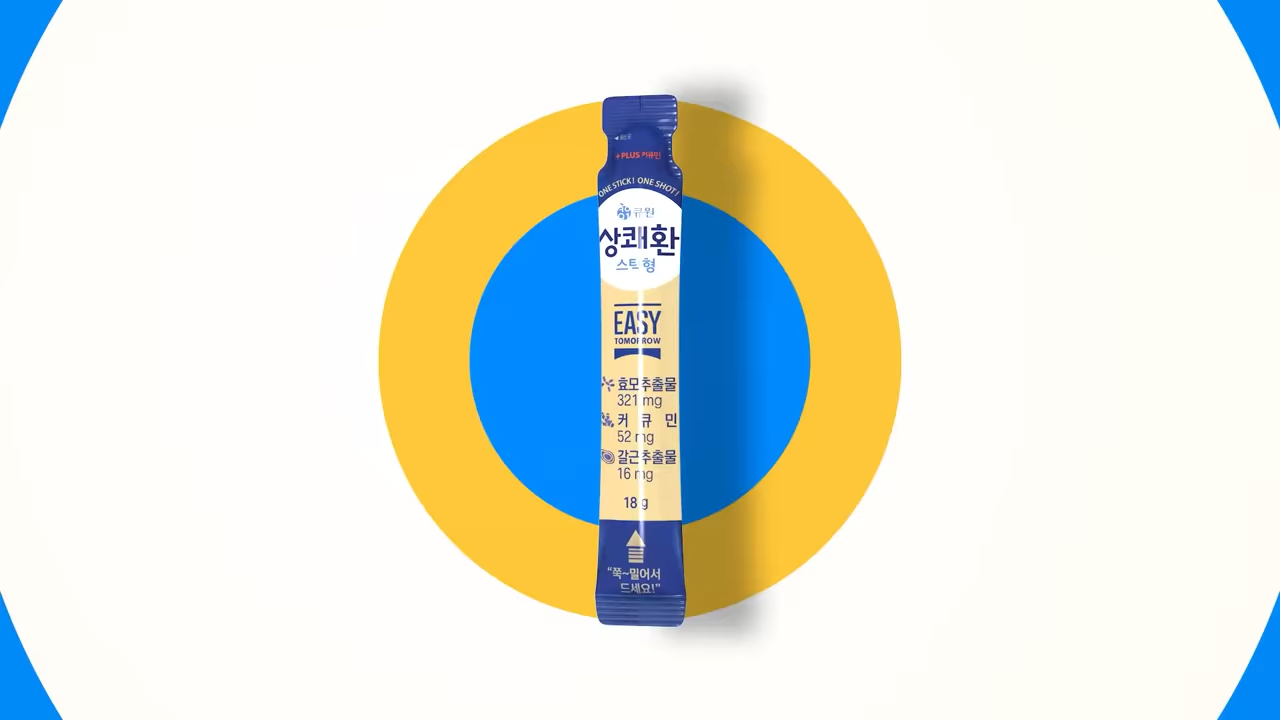 +PLUS 커큐민
ONE STICK! ONE SHOT!
큐원
상쾌환
스틱형
EASY
TOMORROW
효모추출물
321 mg
커 큐 민
52 mg
갈근추출물
16 mg
18 g
“쭉~밀어서
드세요!”